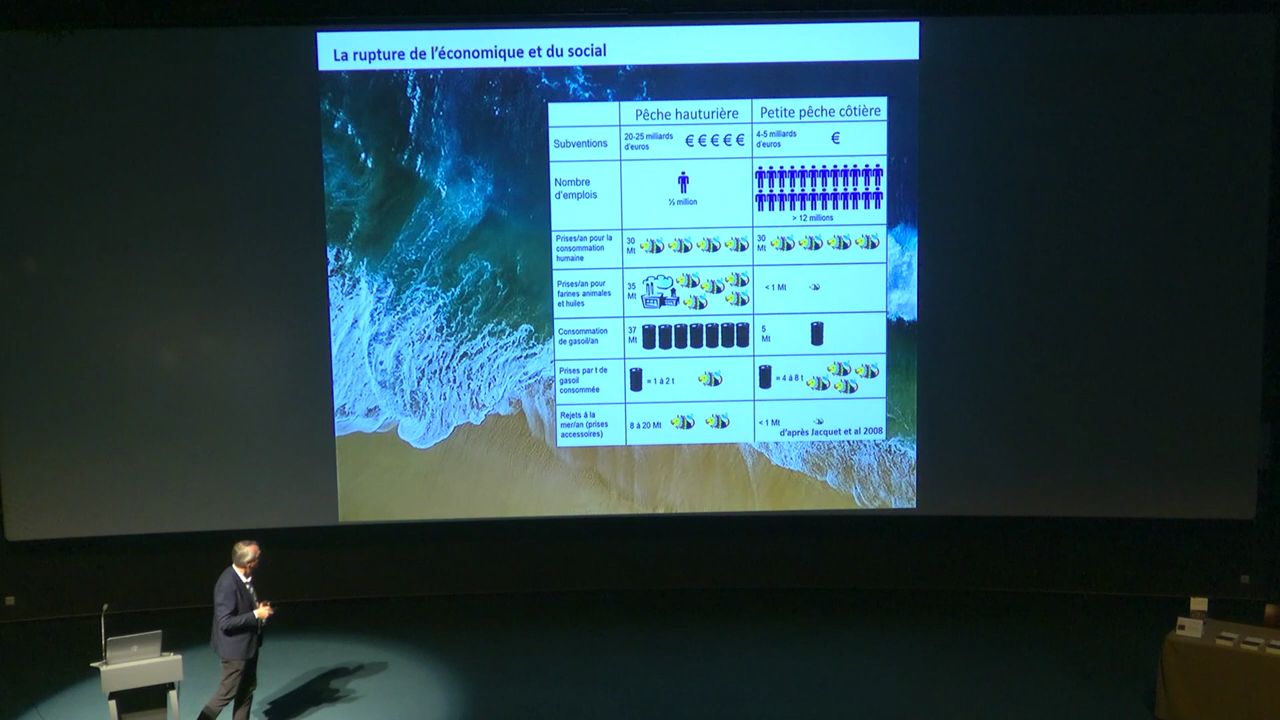 La rupture de l'économique et du social
Pêche hauturière
Petite pêche côtière
Subventions
20-25 milliards
d'euros
€ € € € €
4-5 milliards
d'euros
€
Nombre
d'emplois
½ million
> 12 millions
Prises/an pour la
consommation
humaine
30
Mt
30
Mt
Prises/an pour
farines animales
et huiles
35
Mt
< 1 Mt
Consommation
de gasoil/an
37
Mt
5
Mt
Prises par t de
gasoil
consommée
= 1 à 2 t
= 4 à 8 t
Rejets à la
mer/an (prises
accessoires)
8 à 20 Mt
< 1 Mt
d'après Jacquet et al 2008